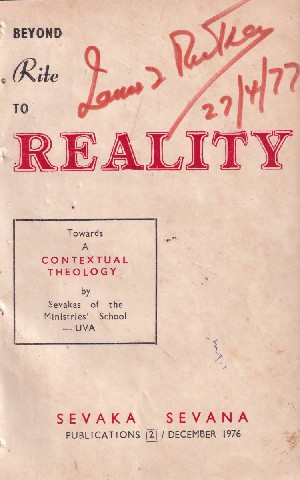 BEYOND
Rite
TO
27/4/77
REALITY
Towards
A
CONTEXTUAL
THEOLOGY
by
Sevakas of the
Ministries' School
— UVA
SEVAKA SEVANA
PUBLICATIONS 2 / DECEMBER 1976